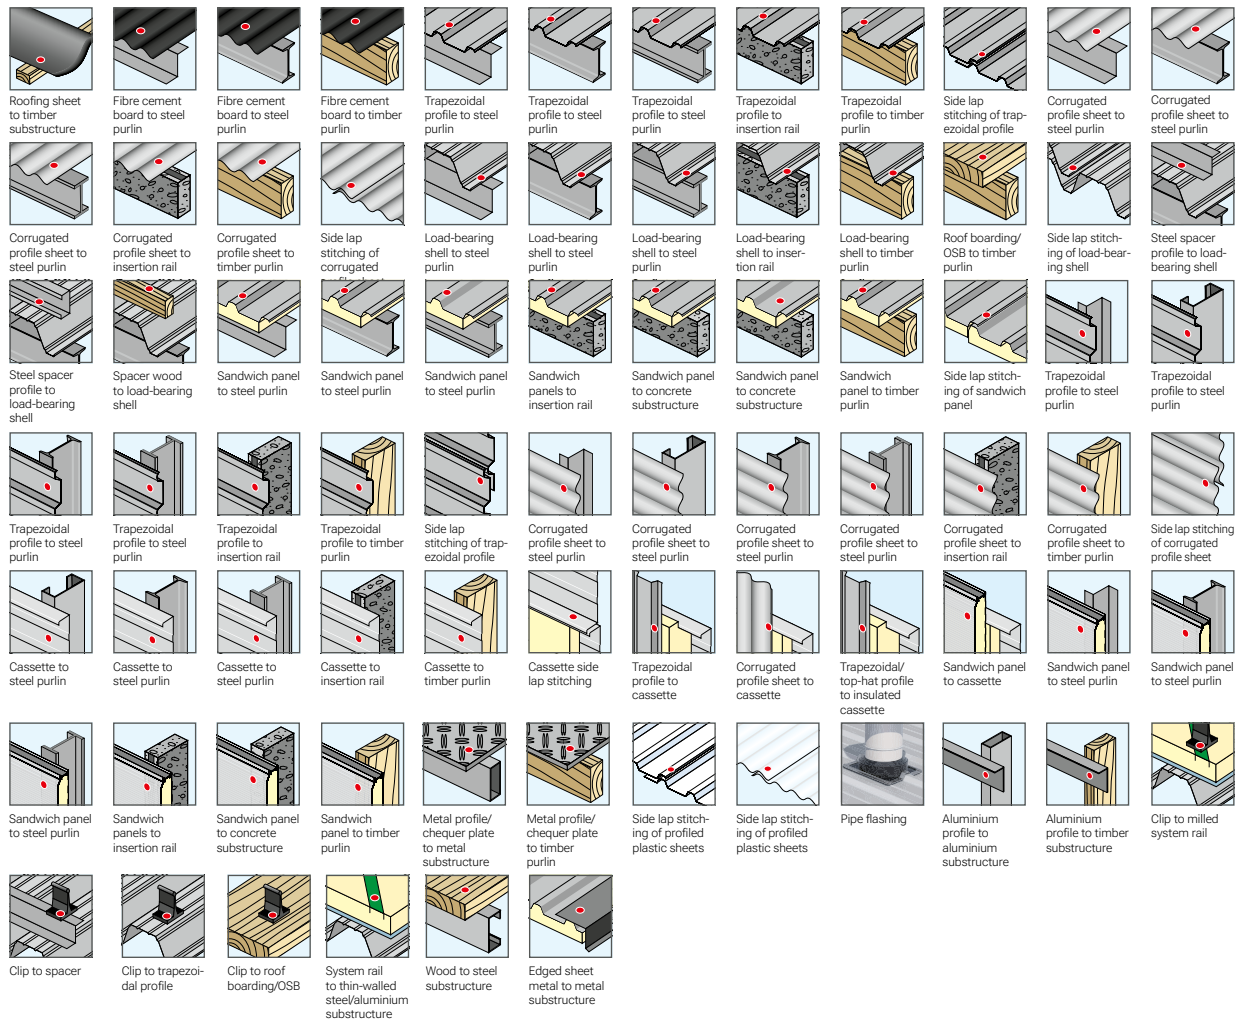 Roofing sheet
to timber
substructure
Fibre cement
board to steel
purlin
Fibre cement
board to steel
purlin
Fibre cement
board to timber
purlin
Trapezoidal
profile to steel
purlin
Trapezoidal
profile to steel
purlin
Trapezoidal
profile to steel
purlin
Trapezoidal
profile to
insertion rail
Trapezoidal
profile to timber
purlin
Side lap
stitching of trap-
ezoidal profile
Corrugated
profile sheet to
steel purlin
Corrugated
profile sheet to
steel purlin
Corrugated
profile sheet to
steel purlin
Corrugated
profile sheet to
insertion rail
Corrugated
profile sheet to
timber purlin
Side lap
stitching of
corrugated
Load-bearing
shell to steel
purlin
Load-bearing
shell to steel
purlin
Load-bearing
shell to steel
purlin
Load-bearing
shell to inser-
tion rail
Load-bearing
shell to timber
purlin
Roof boarding/
OSB to timber
purlin
Side lap stitch-
ing of load-bear-
ing shell
Steel spacer
profile to load-
bearing shell
Steel spacer
profile to
load-bearing
shell
Spacer wood
to load-bearing
shell
Sandwich panel
to steel purlin
Sandwich panel
to steel purlin
Sandwich panel
to steel purlin
Sandwich
panels to
insertion rail
Sandwich panel
to concrete
substructure
Sandwich panel
to concrete
substructure
Sandwich
panel to timber
purlin
Side lap stitch-
ing of sandwich
panel
Trapezoidal
profile to steel
purlin
Trapezoidal
profile to steel
purlin
Trapezoidal
profile to steel
purlin
Trapezoidal
profile to steel
purlin
Trapezoidal
profile to
insertion rail
Trapezoidal
profile to timber
purlin
Side lap
stitching of trap-
ezoidal profile
Corrugated
profile sheet to
steel purlin
Corrugated
profile sheet to
steel purlin
Corrugated
profile sheet to
steel purlin
Corrugated
profile sheet to
steel purlin
Corrugated
profile sheet to
insertion rail
Corrugated
profile sheet to
timber purlin
Side lap stitching
of corrugated
profile sheet
Cassette to
steel purlin
Cassette to
steel purlin
Cassette to
steel purlin
Cassette to
insertion rail
Cassette to
timber purlin
Cassette side
lap stitching
Trapezoidal
profile to
cassette
Corrugated
profile sheet to
cassette
Trapezoidal/
top-hat profile
to insulated
cassette
Sandwich panel
to cassette
Sandwich panel
to steel purlin
Sandwich panel
to steel purlin
Sandwich panel
to steel purlin
Sandwich
panels to
insertion rail
Sandwich panel
to concrete
substructure
Sandwich
panel to timber
purlin
Metal profile/
chequer plate
to metal
substructure
Metal profile/
chequer plate
to timber
purlin
Side lap stitch-
ing of profiled
plastic sheets
Side lap stitch-
ing of profiled
plastic sheets
Pipe flashing
Aluminium
profile to
aluminium
substructure
Aluminium
profile to timber
substructure
Clip to milled
system rail
Clip to spacer
Clip to trapezoi-
dal profile
Clip to roof
boarding/OSB
System rail
to thin-walled
steel/aluminium
substructure
Wood to steel
substructure
Edged sheet
metal to metal
substructure